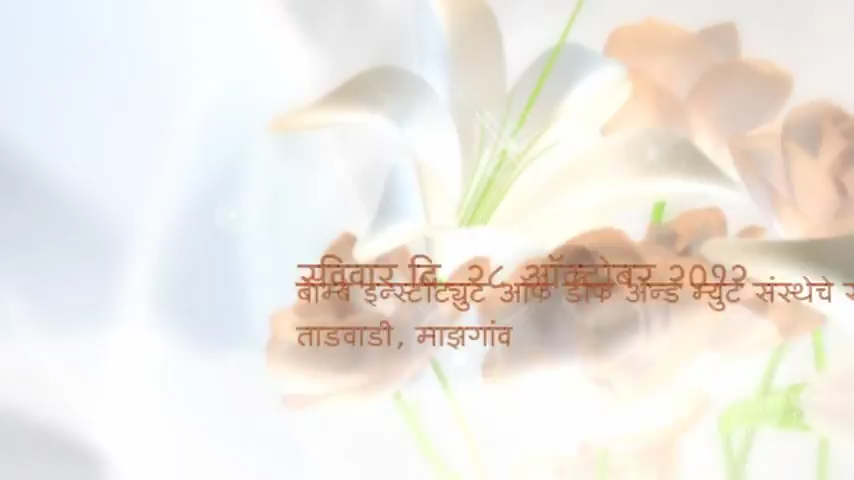 रविवार दि. २८ ऑक्टोबर २०१२
बॉम्बे इन्स्टीट्युट ऑफ डीफ अॅन्ड म्युट संस्थेचे
ताडवाडी, माझगांव